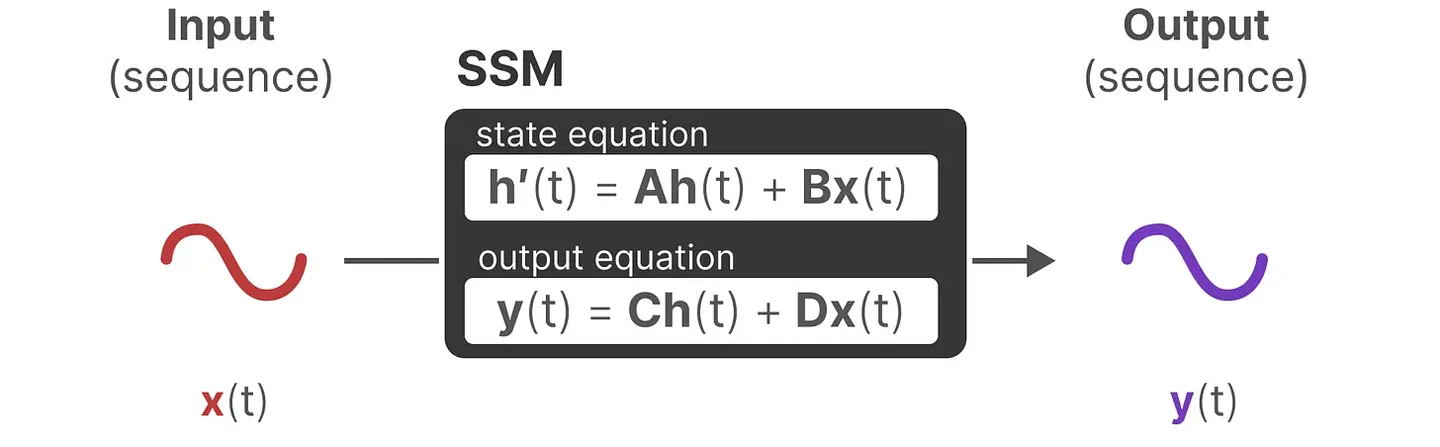 Input
(sequence)
SSM
state equation
h′(t) = Ah(t) + Bx(t)
output equation
y(t) = Ch(t) + Dx(t)
x(t)
Output
(sequence)
y(t)